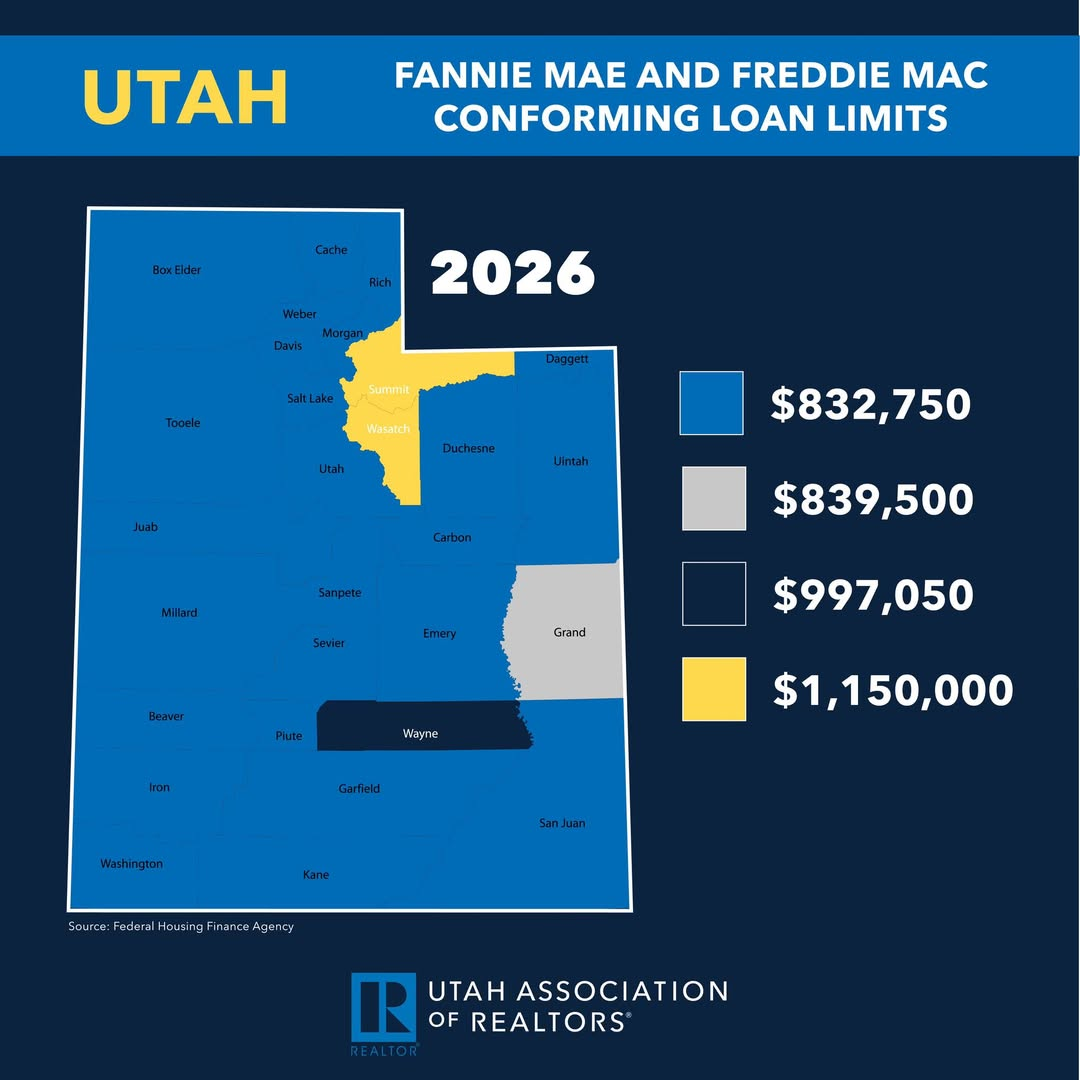 UTAH
FANNIE MAE AND FREDDIE MAC
CONFORMING LOAN LIMITS
2026
Cache
Box Elder
Rich
Weber
Morgan
Davis
Daggett
Summit
Salt Lake
Tooele
Wasatch
Duchesne
Uintah
Utah
Juab
Carbon
Sanpete
Millard
Emery
Grand
Sevier
Beaver
Piute
Wayne
Iron
Garfield
San Juan
Washington
Kane
$832,750
$839,500
$997,050
$1,150,000
Source: Federal Housing Finance Agency
UTAH ASSOCIATION
OF REALTORS®
REALTOR®